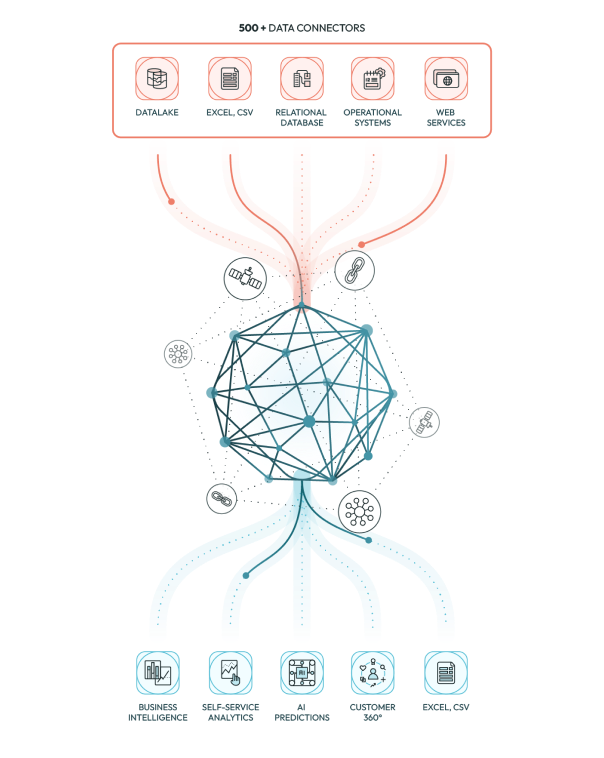 500 + DATA CONNECTORS
DATALAKE
EXCEL, CSV
RELATIONAL
DATABASE
OPERATIONAL
SYSTEMS
WEB
SERVICES
BUSINESS
INTELLIGENCE
SELF-SERVICE
ANALYTICS
AI
PREDICTIONS
CUSTOMER
360°
EXCEL, CSV